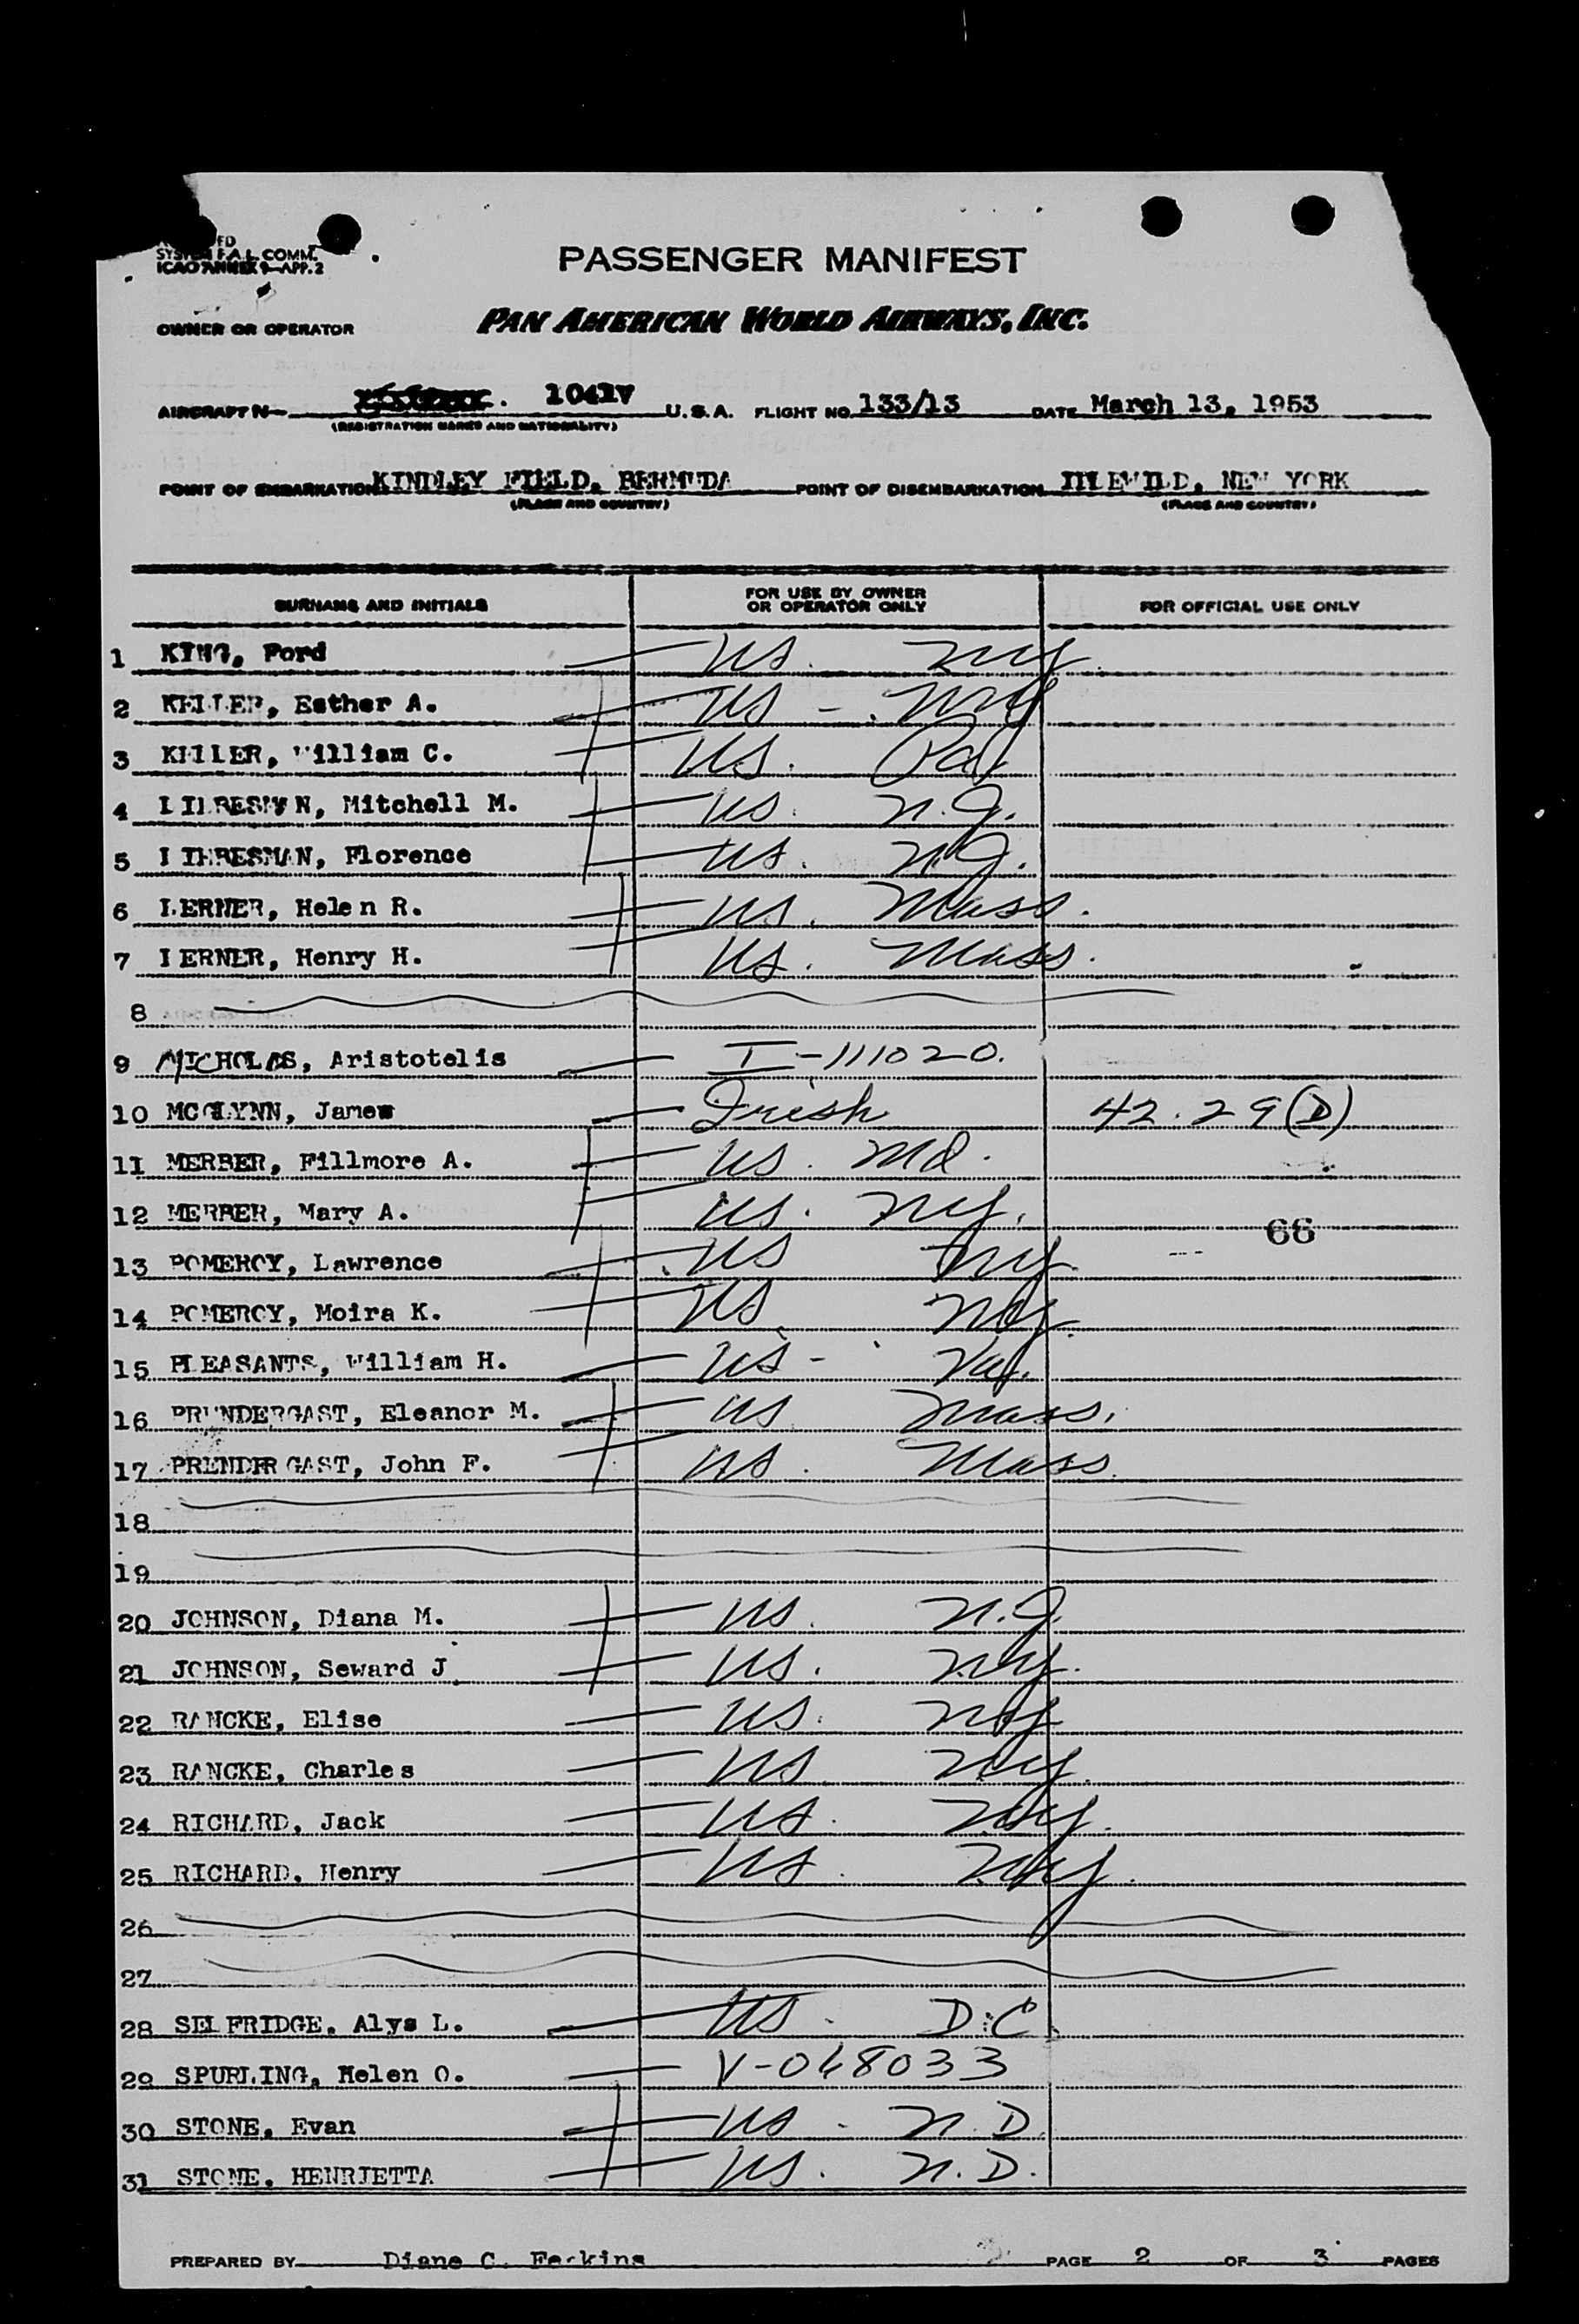 SYSTEM F.A.L. COMM.
ICAO ANNEX 9—APP. 2
PASSENGER MANIFEST
OWNER OR OPERATOR PAN AMERICAN WORLD AIRWAYS, INC.
AIRCRAFT N— 1041V U.S.A. FLIGHT NO. 133/13 DATE March 13, 1953
(REGISTRATION MARKS AND NATIONALITY)
POINT OF EMBARKATION KINDLEY FIELD, BERMUDA POINT OF DISEMBARKATION IDLEWILD, NEW YORK
(PLACE AND COUNTRY) (PLACE AND COUNTRY)
SURNAME AND INITIALS FOR USE BY OWNER OR OPERATOR ONLY FOR OFFICIAL USE ONLY
1 KING, Ford US. NY.
2 KELLER, Esther A. US - NY
3 KELLER, William C. US. Pa
4 LIEBESMAN, Mitchell M. US. N.J.
5 LIEBESMAN, Florence US. N.J.
6 LERNER, Helen R. US. Mass.
7 LERNER, Henry H. US. Mass.
8
9 NICHOLAS, Aristotelis I-111020.
10 MCGLYNN, James Irish 42.29(D)
11 MERBER, Fillmore A. US. Md.
12 MERBER, Mary A. US. NY.
66
13 POMEROY, Lawrence US NY.
14 POMEROY, Moira K. US NY.
15 PLEASANTS, William H. US - Va.
16 PRUNDERGAST, Eleanor M. US Mass.
17 PRENDERGAST, John F. US. Mass.
18
19
20 JOHNSON, Diana M. US. N.J.
21 JOHNSON, Seward J. US. NY.
22 RANCKE, Elise US. NY
23 RANCKE, Charles US NY.
24 RICHARD, Jack US. NY.
25 RICHARD, Henry US. NY.
26
27
28 SELFRIDGE, Alys L. US. D.C.
29 SPURLING, Helen O. V-048033
30 STONE, Evan US - N.D.
31 STONE, HENRIETTA US. N.D.
PREPARED BY Diane C. Perkins PAGE 2 OF 3 PAGES